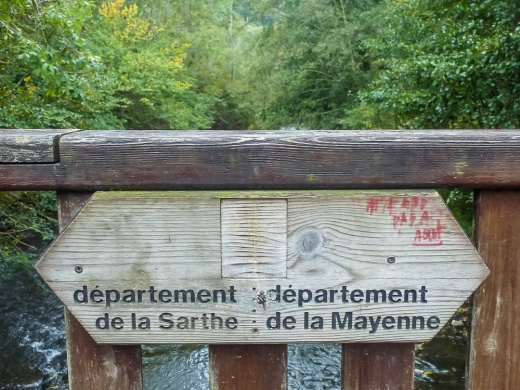 département
de la Sarthe
département
de la Mayenne